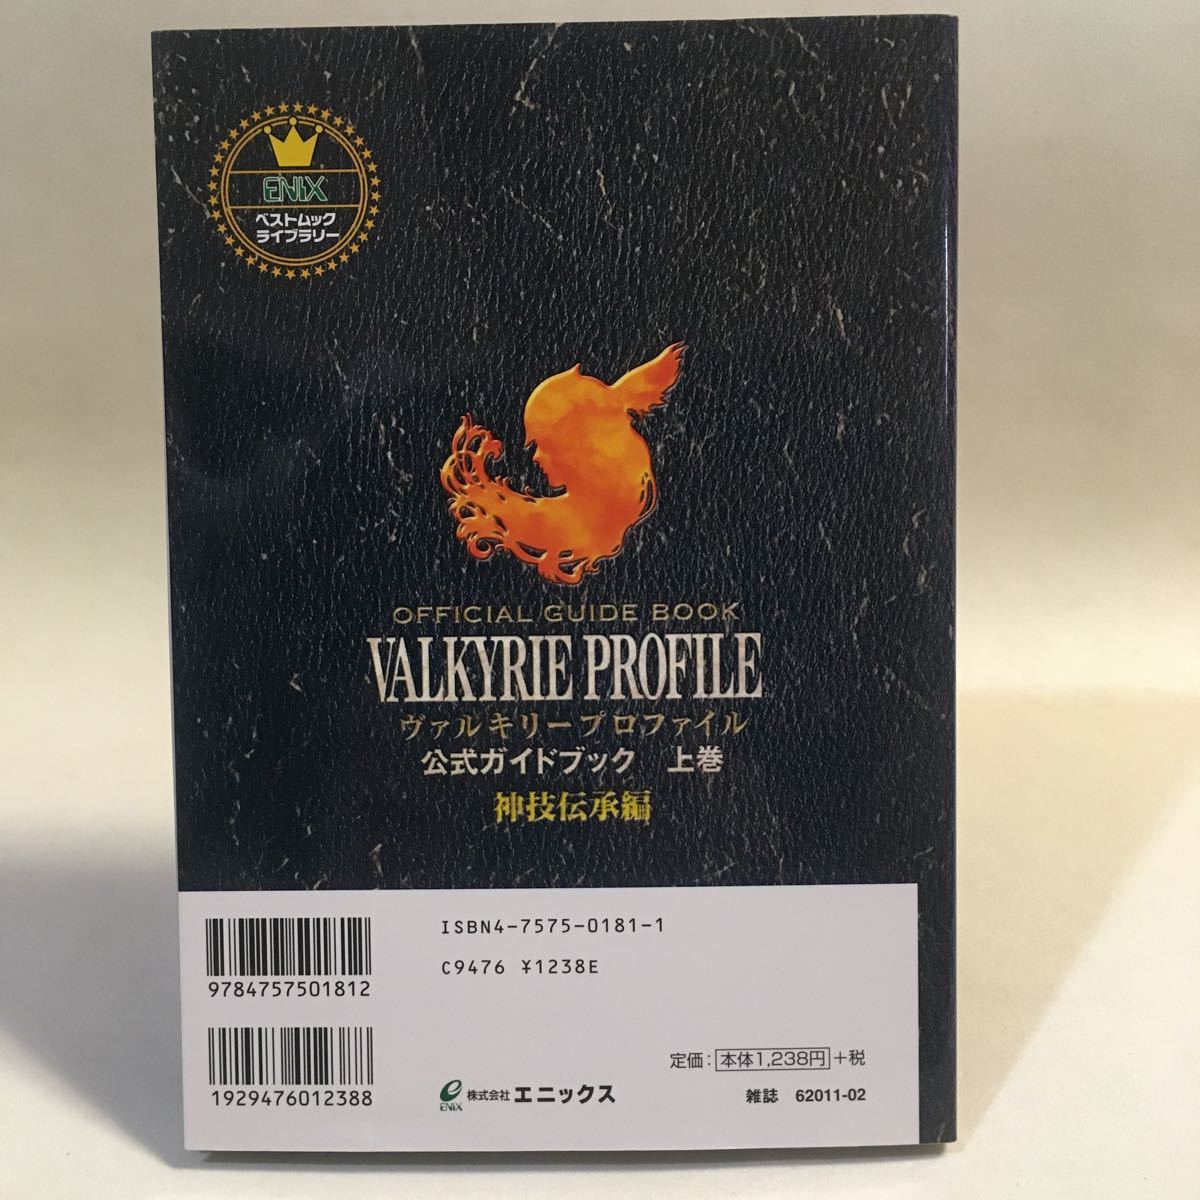 ENIX
ベストムック
ライブラリー
OFFICIAL GUIDE BOOK
VALKYRIE PROFILE
ヴァルキリープロファイル
公式ガイドブック 上巻
神技伝承編
ISBN4-7575-0181-1
C9476 ¥1238E
9784757501812
1929476012388
定価：本体1,238円+税
ENIX 株式会社エニックス
雑誌 62011-02